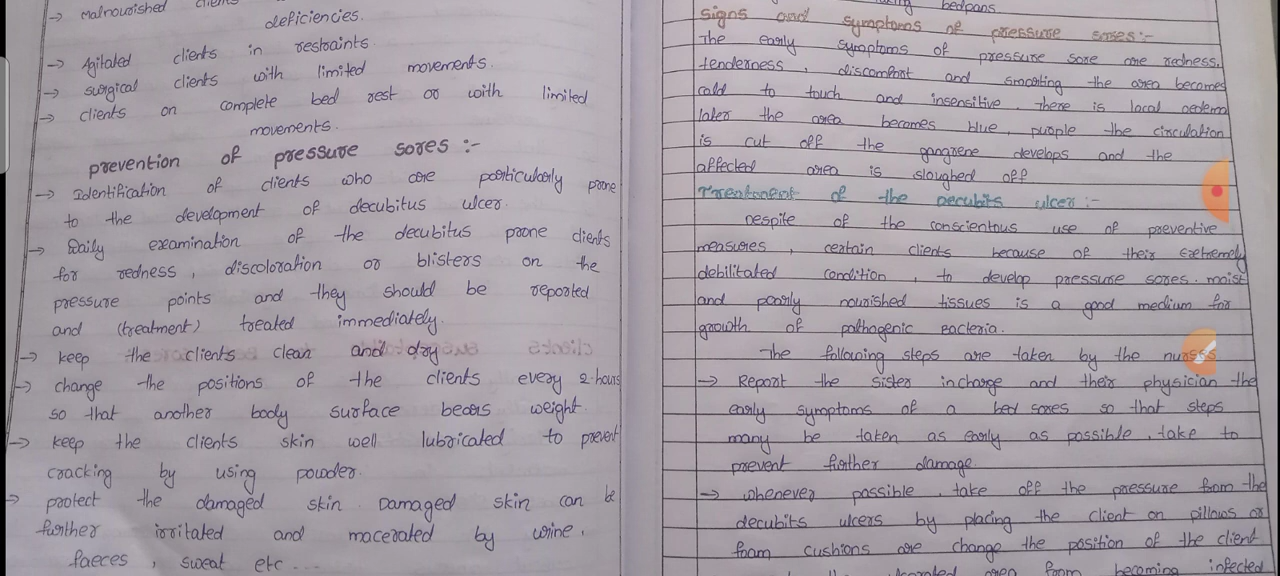 → malnourished clients
deficiencies.
→ Agitated clients in restraints.
→ surgical clients with limited movements.
→ clients on complete bed rest or with limited
movements.
prevention of pressure sores :-
→ Identification of clients who are particularly prone
to the development of decubitus ulcer.
→ Daily examination of the decubitus prone clients
for redness, discoloration or blisters on the
pressure points and they should be reported
and (treatment) treated immediately.
→ keep the clients clean and dry
→ change the positions of the clients every 2-hours
so that another body surface bears weight.
→ keep the clients skin well lubricated to prevent
cracking by using powder.
→ protect the damaged skin Damaged skin can be
further irritated and macerated by urine,
faeces, sweat etc...
bedpans.
Signs and symptoms of pressure sores:-
The early symptoms of pressure sore are redness.
tenderness, discomfort and smarting the area becomes
cold to touch and insensitive. There is local oedema
later the area becomes blue, purple the circulation
is cut off the gangrene develops and the
affected area is sloughed off
Treatment of the Decubits ulcer :-
Despite of the conscientous use of preventive
measures, certain clients because of their extremely
debilitated condition, to develop pressure sores. moist
and poorly nourished tissues is a good medium for
growth of pathogenic Bacteria.
The following steps are taken by the nurses
→ Report the sister incharge and their physician the
early symptoms of a bed sores so that steps
many be taken as early as possible, take to
prevent further damage.
→ whenever possible, take off the pressure from the
decubits ulcers by placing the client on pillows or
foam cushions are change the position of the client
area from becoming infected